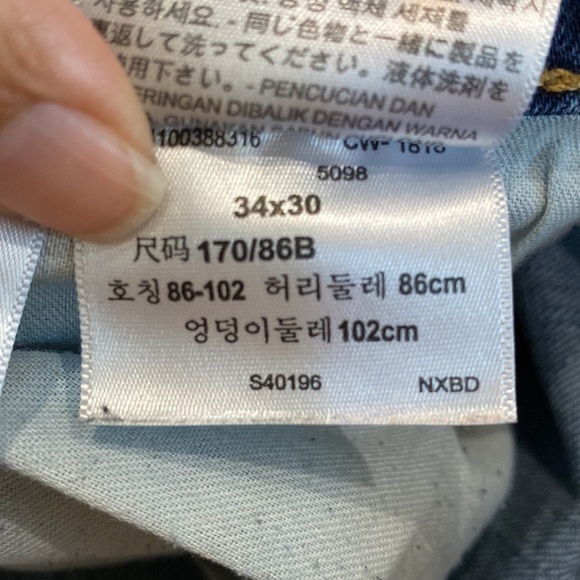 사용하세요. - 同じ色物と一緒に製品を
裏返して洗ってください。液体洗剤を
使用下さい。 - PENCUCIAN DAN
DIBALIK DENGAN WARNA
100388316 CW-
5098
34x30
尺码 170/86B
호칭 86-102 허리둘레 86cm
엉덩이둘레 102cm
S40196 NXBD